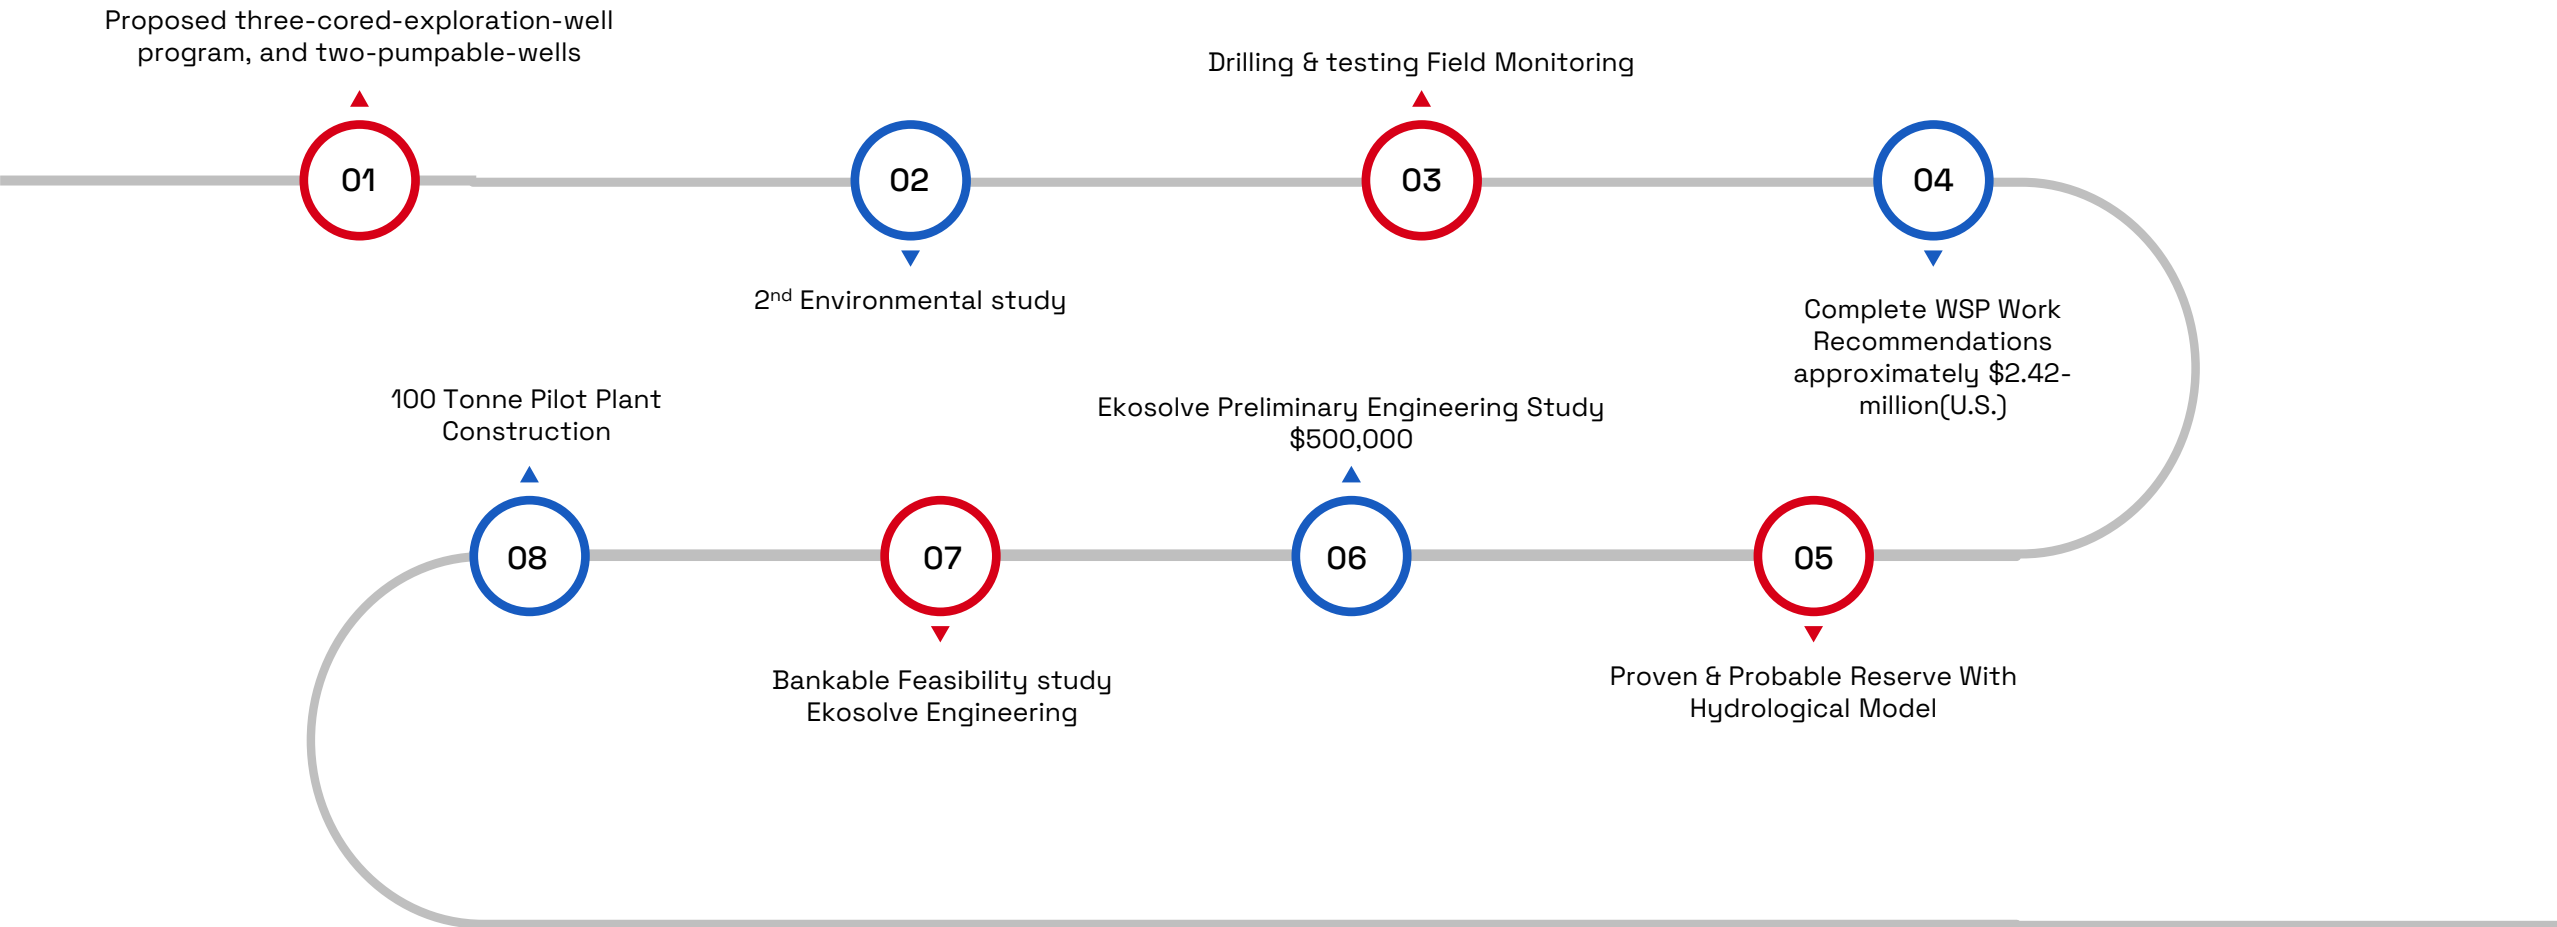 Proposed three-cored-exploration-well
program, and two-pumpable-wells
Drilling & testing Field Monitoring
01
02
03
04
2nd Environmental study
Complete WSP Work
Recommendations
approximately $2.42-
million(U.S.)
100 Tonne Pilot Plant
Construction
Ekosolve Preliminary Engineering Study
$500,000
08
07
06
05
Bankable Feasibility study
Ekosolve Engineering
Proven & Probable Reserve With
Hydrological Model